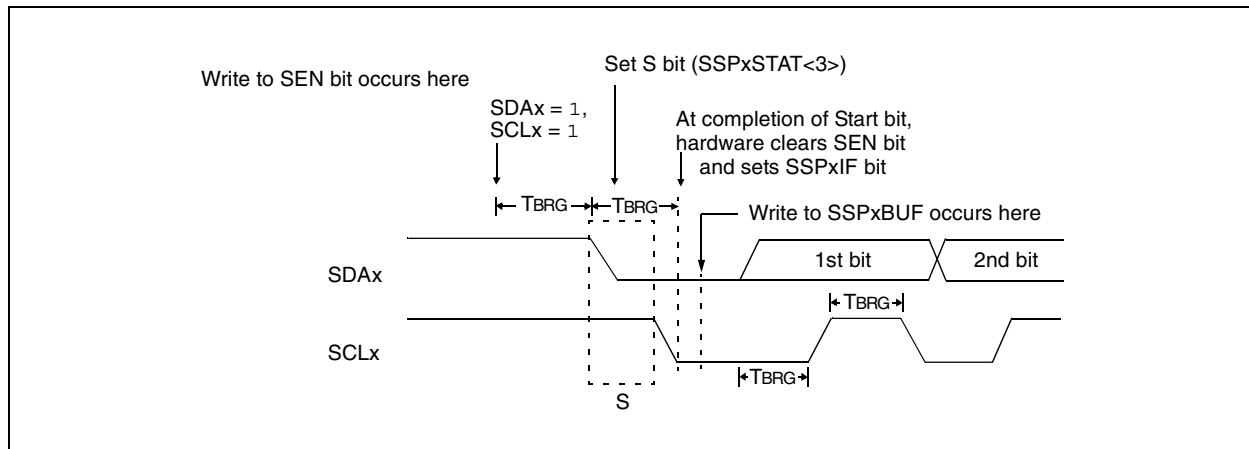 Write to SEN bit occurs here
Set S bit (SSPxSTAT<3>)
SDAx = 1,
SCLx = 1
At completion of Start bit,
hardware clears SEN bit
and sets SSPxIF bit
TBRG
TBRG
Write to SSPxBUF occurs here
SDAx
1st bit
2nd bit
TBRG
SCLx
TBRG
S